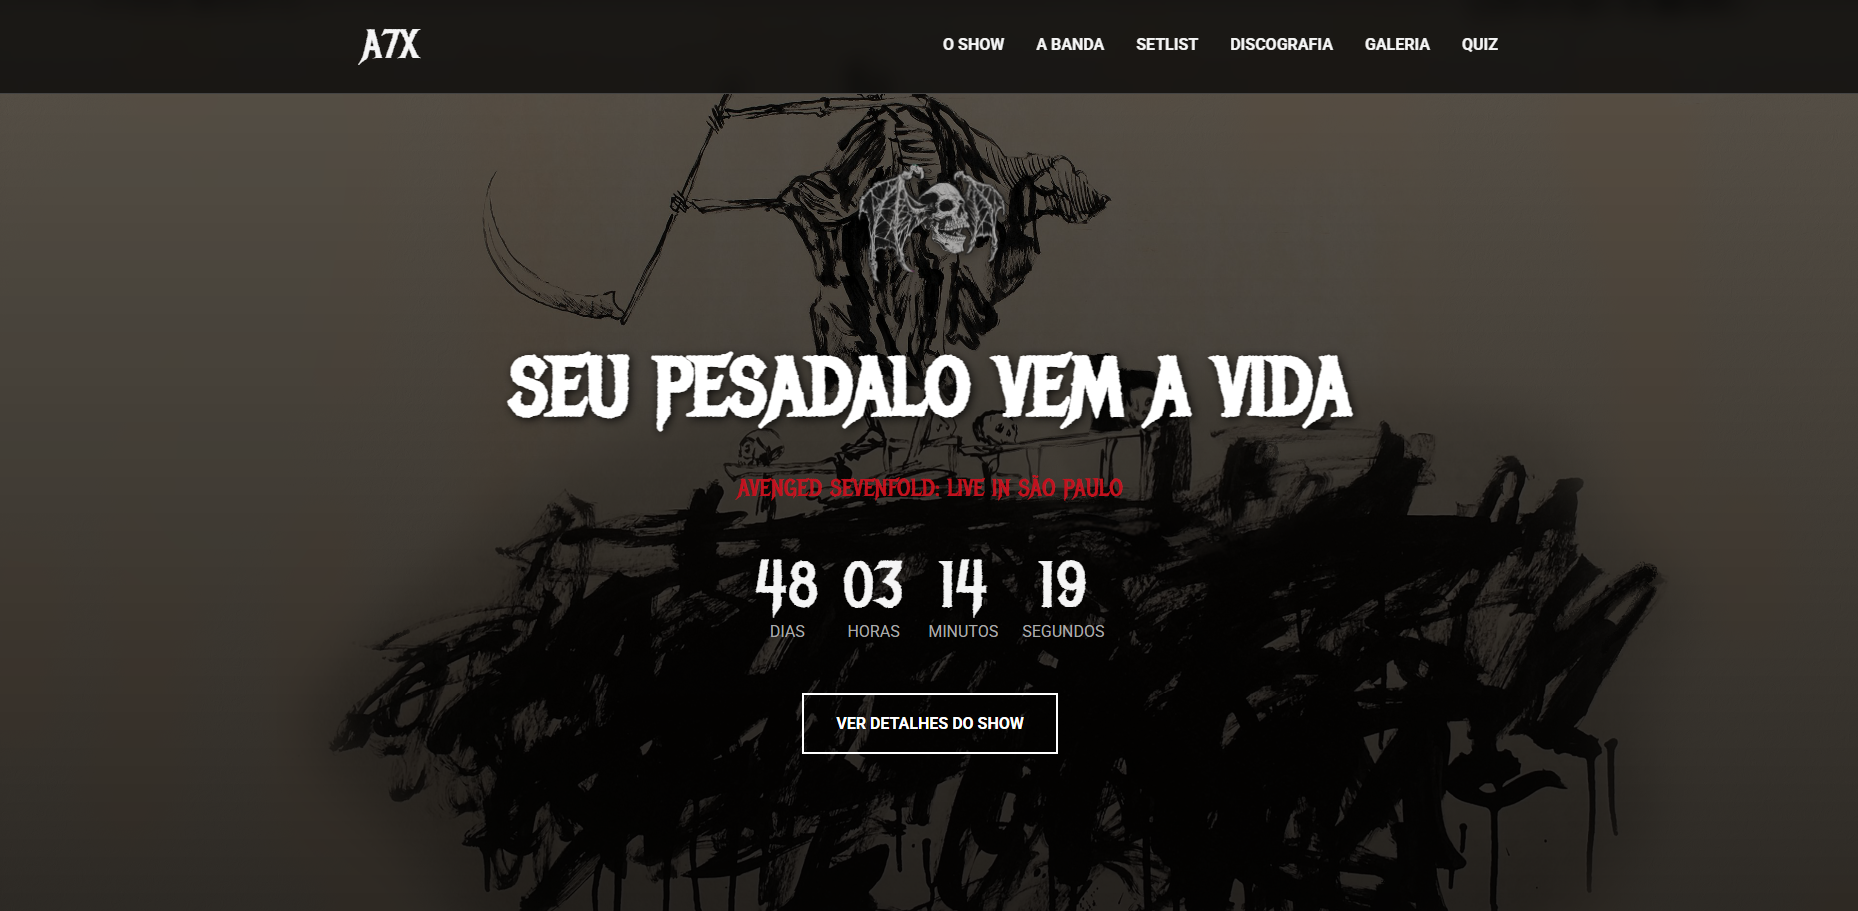 A7X
O SHOW A BANDA SETLIST DISCOGRAFIA GALERIA QUIZ
SEU PESADALO VEM A VIDA
AVENGED SEVENFOLD: LIVE IN SÃO PAULO
48 03 14 19
DIAS HORAS MINUTOS SEGUNDOS
VER DETALHES DO SHOW